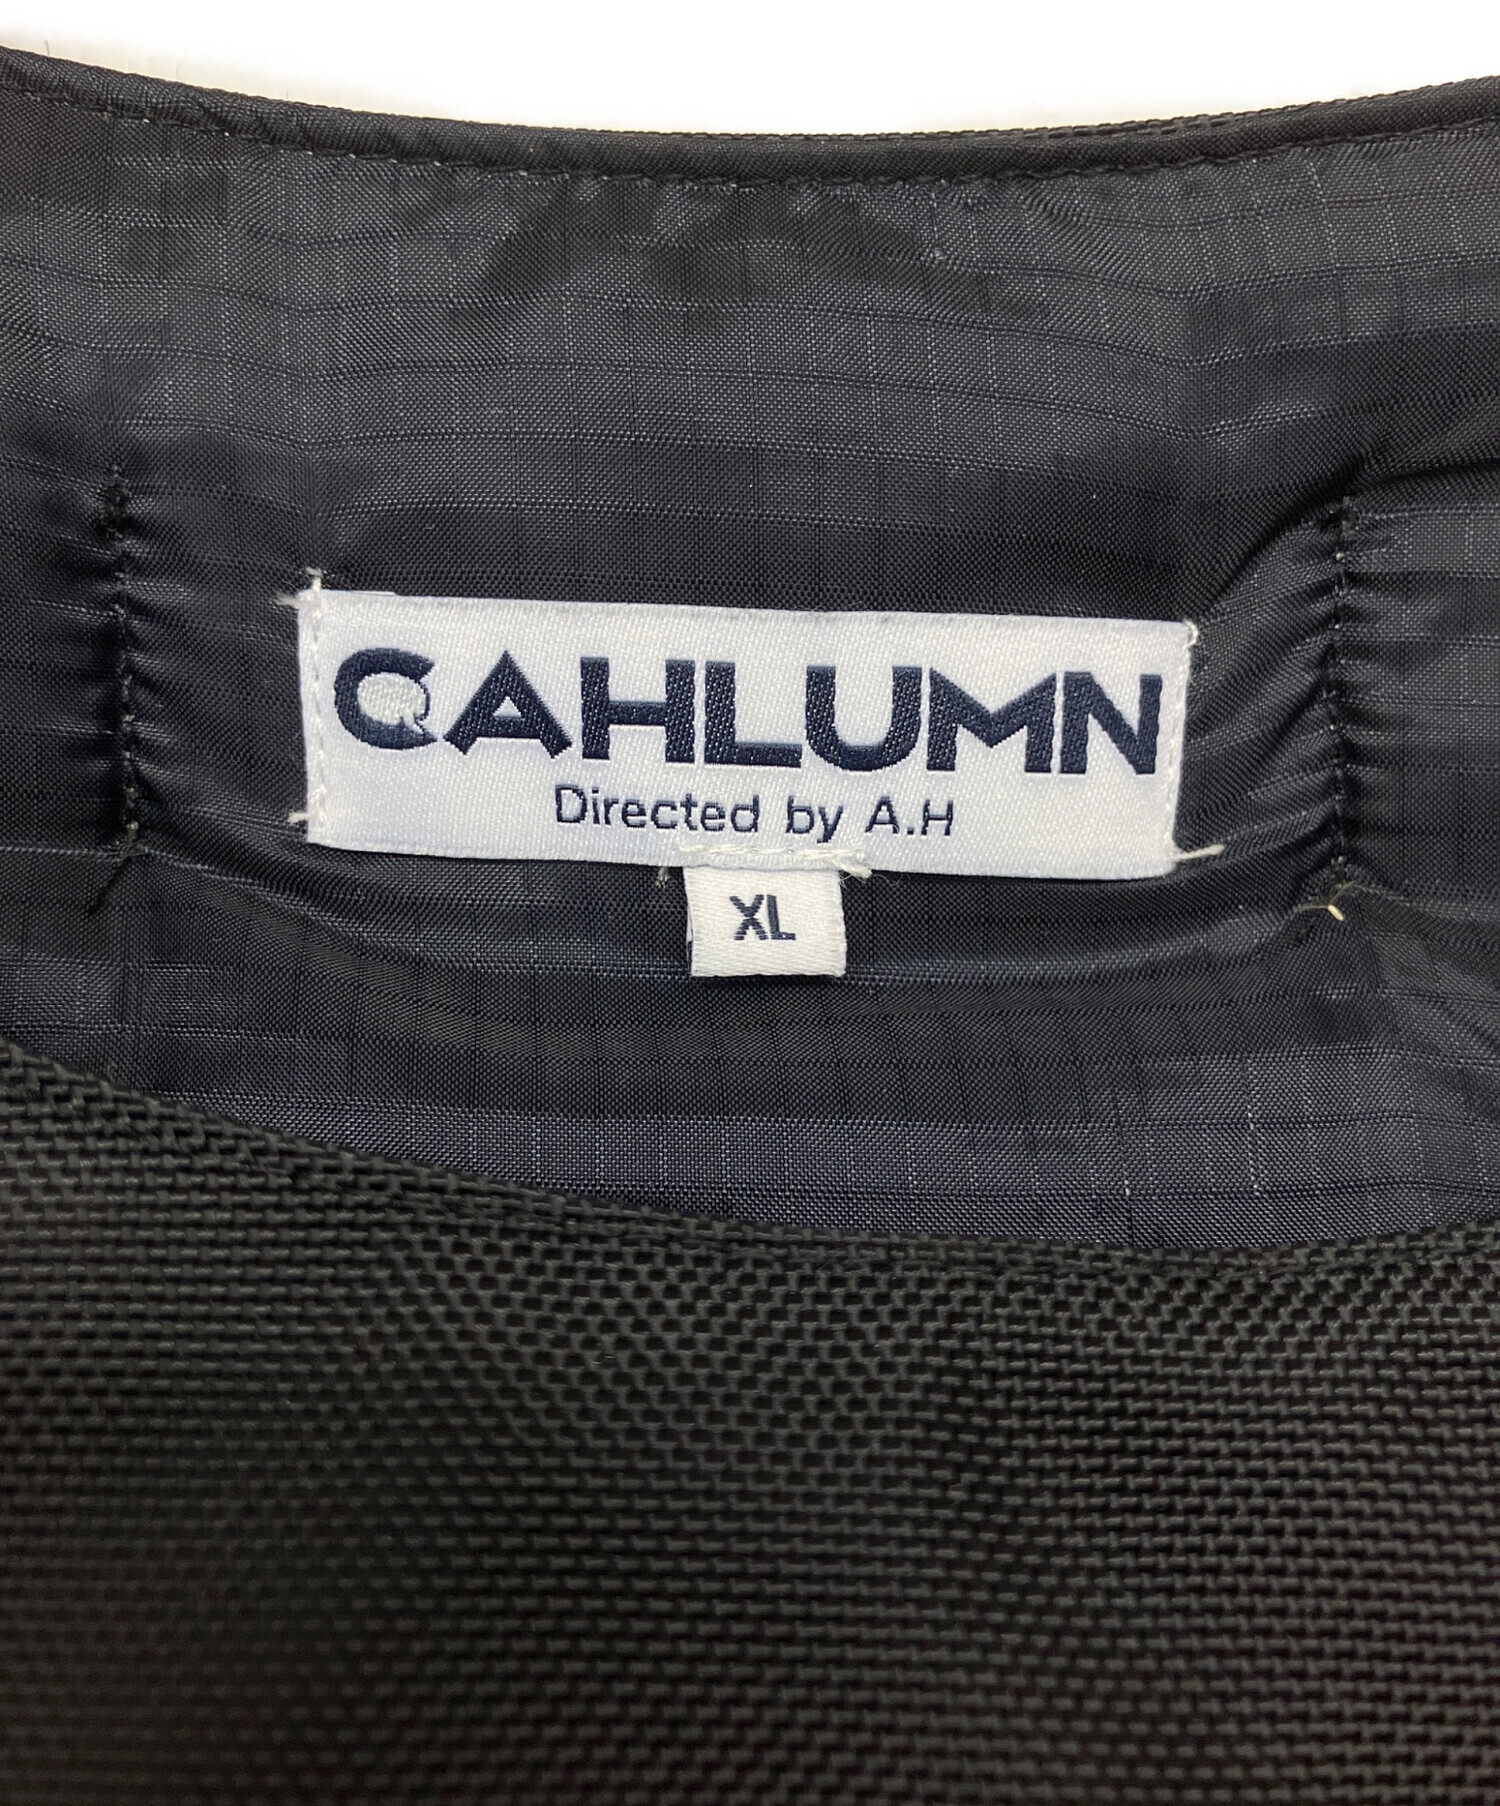 CAHLUMN
Directed by A.H
XL